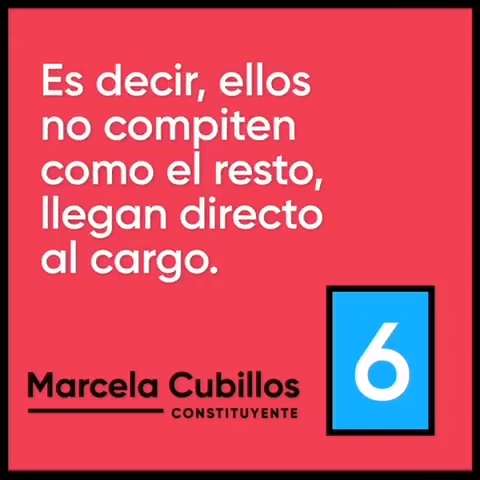 Es decir, ellos
no compiten
como el resto,
llegan directo
al cargo.
Marcela Cubillos
CONSTITUYENTE
6